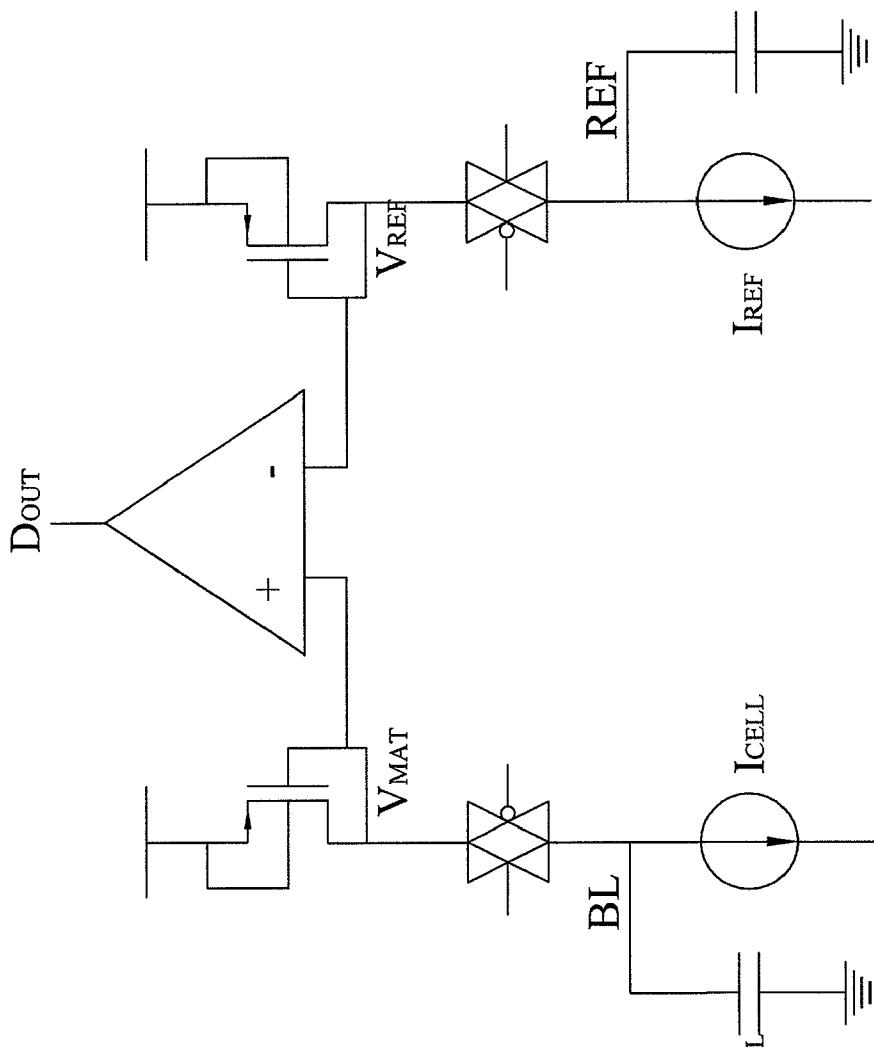 DOUT
+
-
VMAT
VREF
BL
REF
ICELL
IREF
L